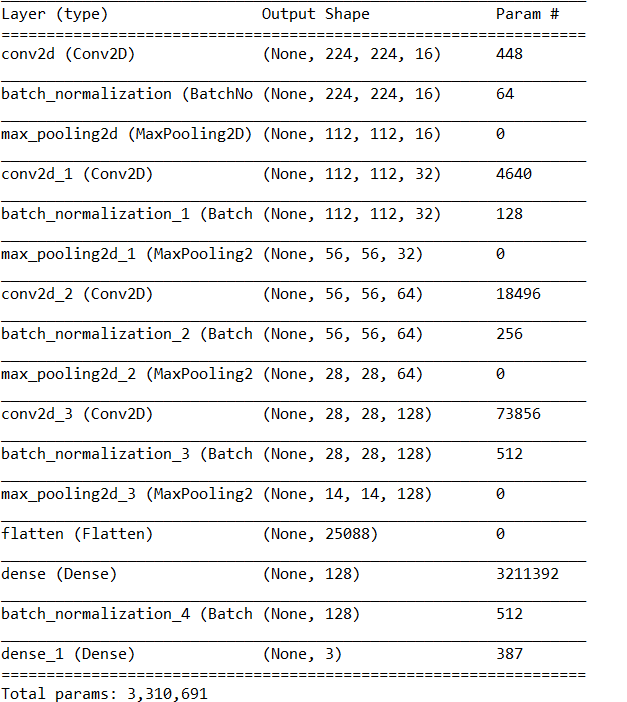 Layer (type) Output Shape Param #
=================================================================
conv2d (Conv2D) (None, 224, 224, 16) 448
batch_normalization (BatchNo (None, 224, 224, 16) 64
max_pooling2d (MaxPooling2D) (None, 112, 112, 16) 0
conv2d_1 (Conv2D) (None, 112, 112, 32) 4640
batch_normalization_1 (Batch (None, 112, 112, 32) 128
max_pooling2d_1 (MaxPooling2 (None, 56, 56, 32) 0
conv2d_2 (Conv2D) (None, 56, 56, 64) 18496
batch_normalization_2 (Batch (None, 56, 56, 64) 256
max_pooling2d_2 (MaxPooling2 (None, 28, 28, 64) 0
conv2d_3 (Conv2D) (None, 28, 28, 128) 73856
batch_normalization_3 (Batch (None, 28, 28, 128) 512
max_pooling2d_3 (MaxPooling2 (None, 14, 14, 128) 0
flatten (Flatten) (None, 25088) 0
dense (Dense) (None, 128) 3211392
batch_normalization_4 (Batch (None, 128) 512
dense_1 (Dense) (None, 3) 387
=================================================================
Total params: 3,310,691